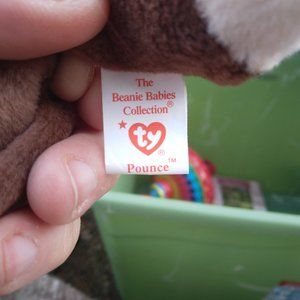 The
Beanie Babies
Collection®
ty®
Pounce™